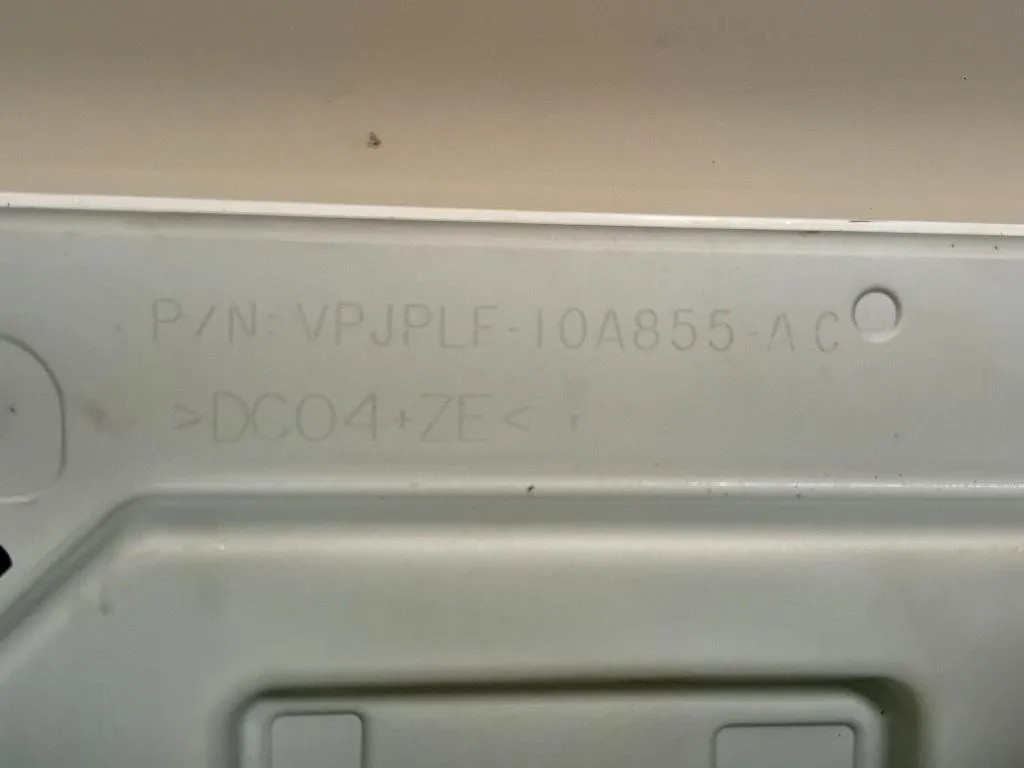 P/N: VPJPLF-10A855-AC
>DC04+ZE<